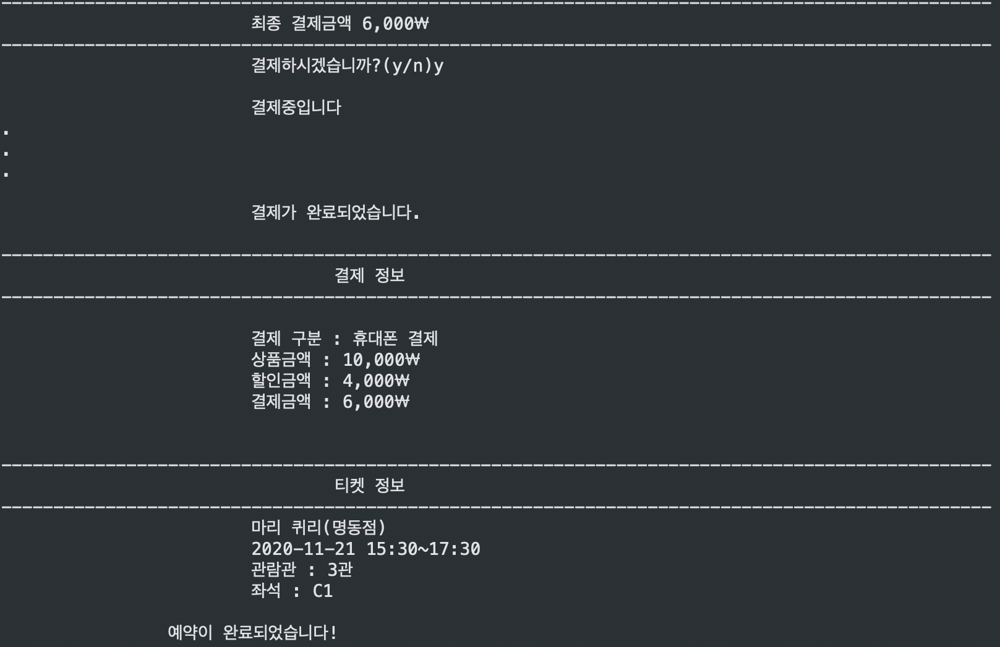 최종 결제금액 6,000₩
결제하시겠습니까?(y/n)y
결제중입니다
.
.
.
결제가 완료되었습니다.
결제 정보
결제 구분 : 휴대폰 결제
상품금액 : 10,000₩
할인금액 : 4,000₩
결제금액 : 6,000₩
티켓 정보
마리 퀴리(명동점)
2020-11-21 15:30~17:30
관람관 : 3관
좌석 : C1
예약이 완료되었습니다!